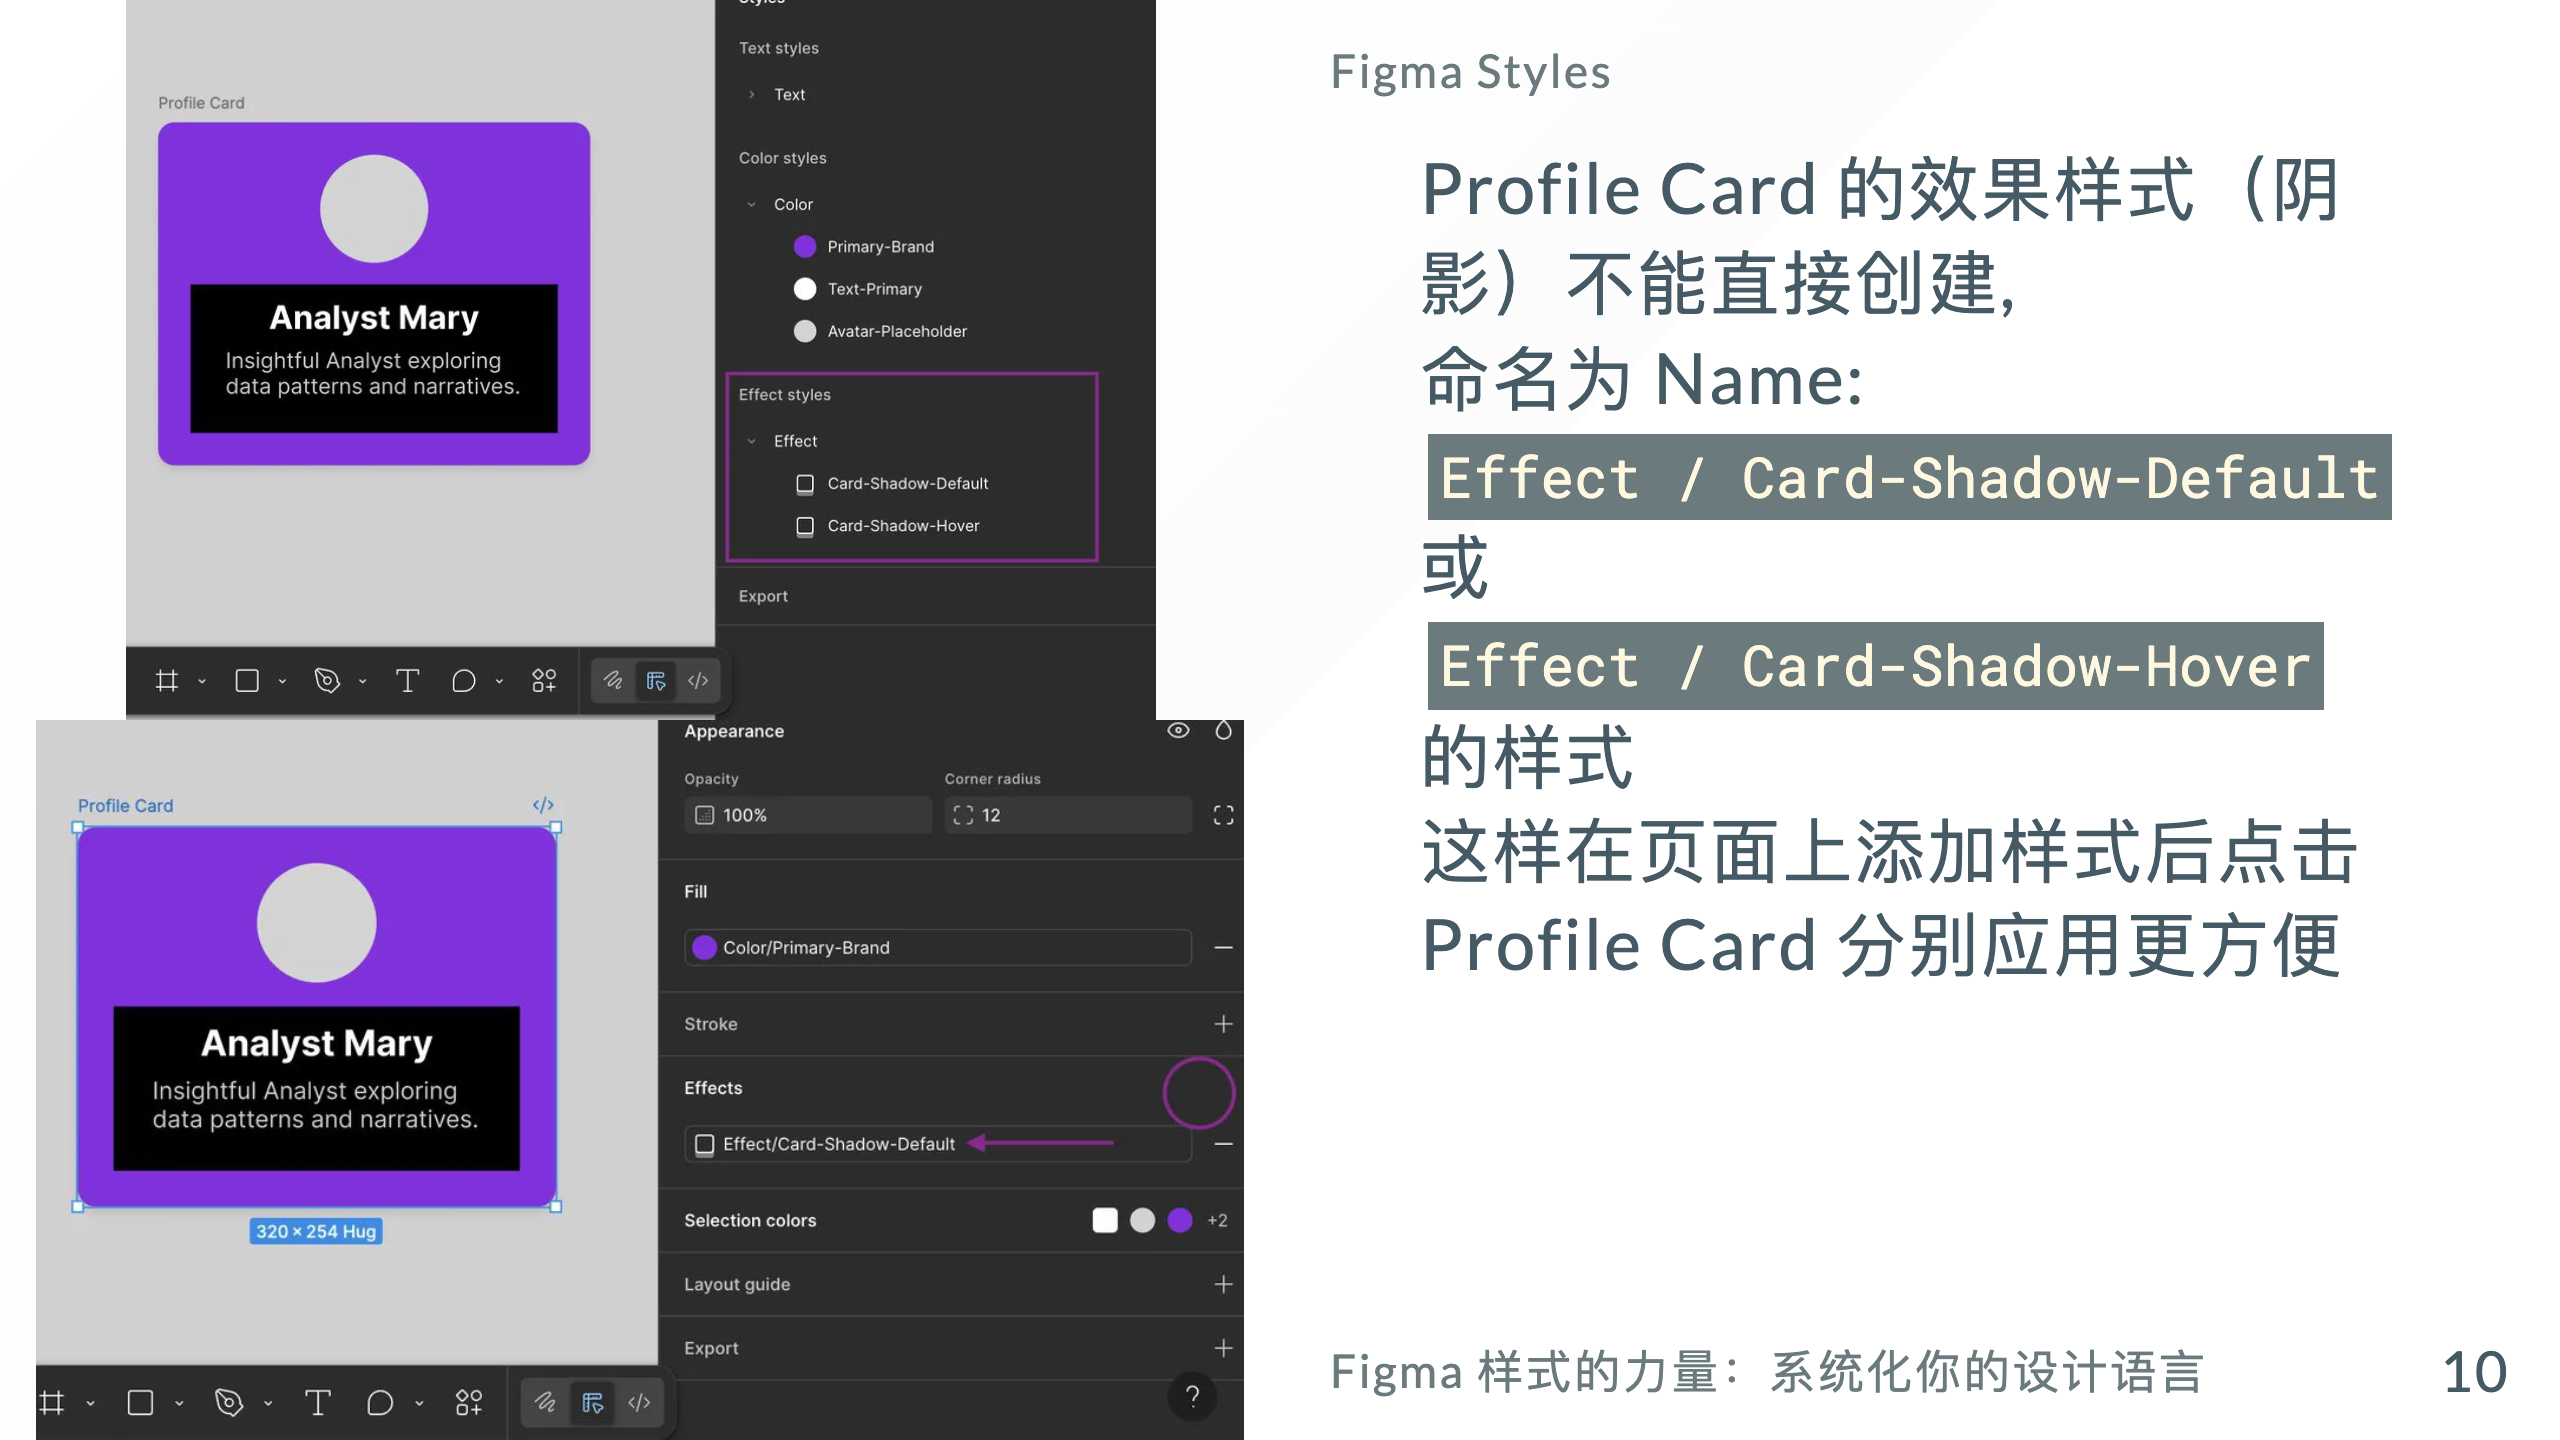 Styles
Text styles
Text
Color styles
Color
Primary-Brand
Text-Primary
Avatar-Placeholder
Effect styles
Effect
Card-Shadow-Default
Card-Shadow-Hover
Export
Profile Card
Analyst Mary
Insightful Analyst exploring
data patterns and narratives.
Profile Card
Analyst Mary
Insightful Analyst exploring
data patterns and narratives.
320 × 254 Hug
Appearance
Opacity
Corner radius
100%
12
Fill
Color/Primary-Brand
Stroke
Effects
Effect/Card-Shadow-Default
Selection colors
+2
Layout guide
Export
?
Figma Styles
Profile Card 的效果样式（阴
影）不能直接创建,
命名为 Name:
Effect / Card-Shadow-Default
或
Effect / Card-Shadow-Hover
的样式
这样在页面上添加样式后点击
Profile Card 分别应用更方便
Figma 样式的力量：系统化你的设计语言
10